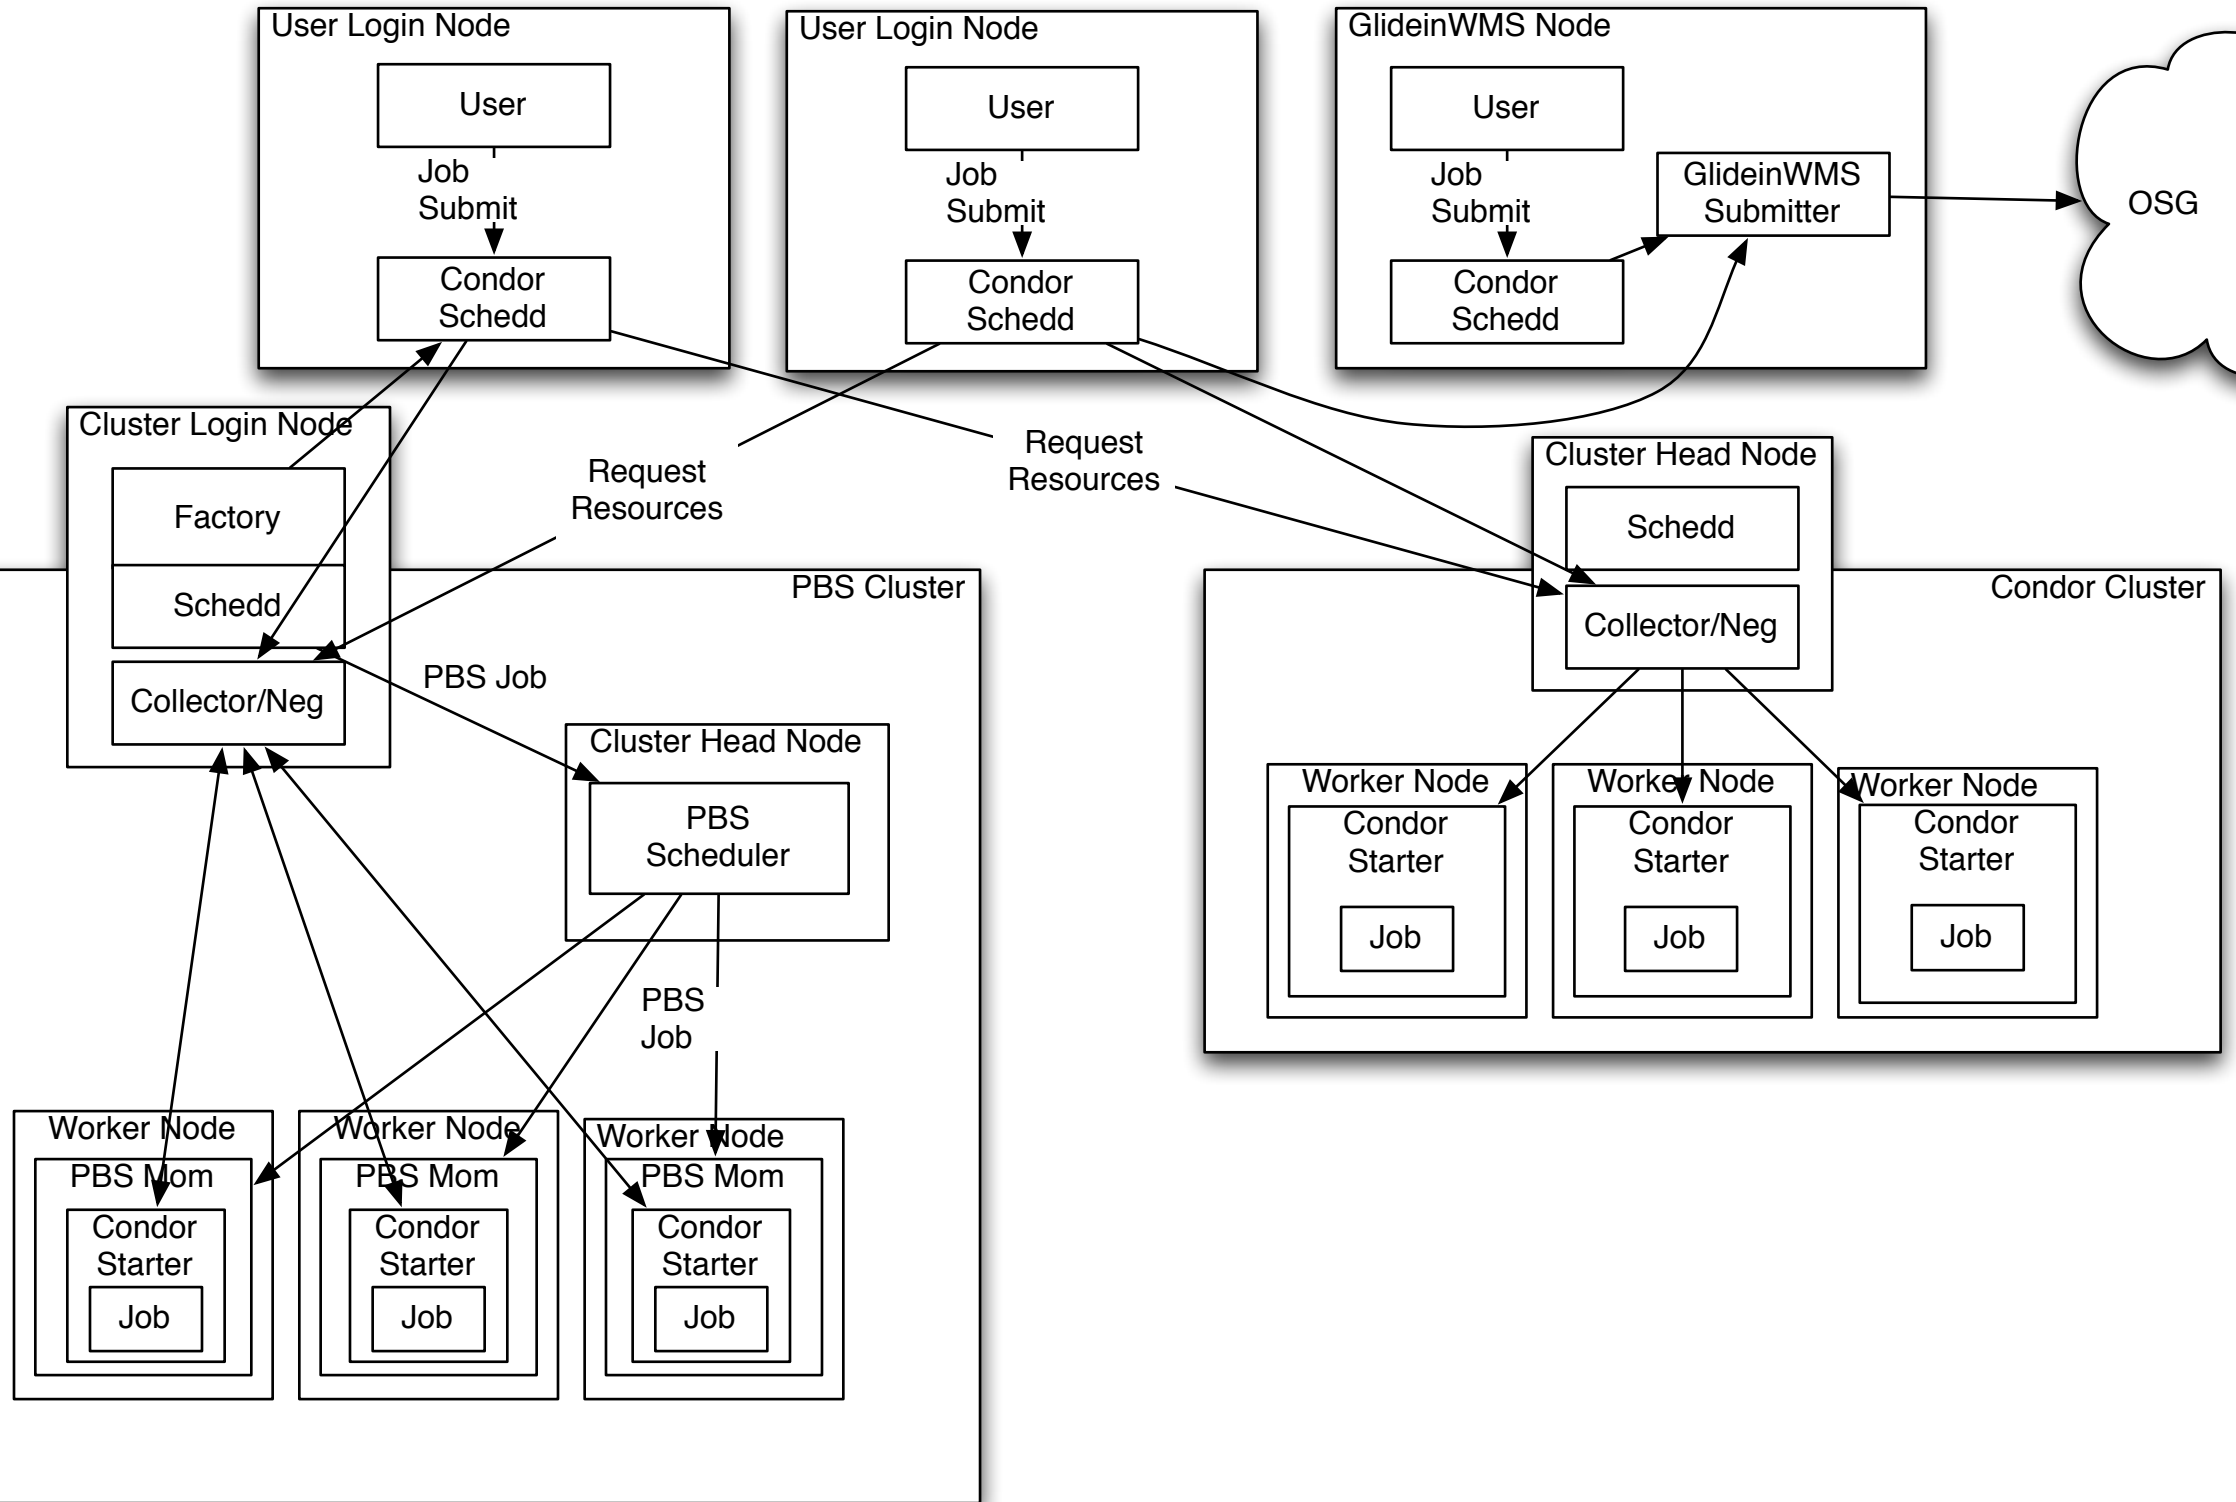 User Login Node
User
Job
Submit
Condor
Schedd
User Login Node
User
Job
Submit
Condor
Schedd
GlideinWMS Node
User
Job
Submit
Condor
Schedd
GlideinWMS
Submitter
OSG
Cluster Login Node
Factory
Schedd
Collector/Neg
Request
Resources
Request
Resources
Cluster Head Node
Schedd
Collector/Neg
PBS Cluster
Condor Cluster
PBS Job
Cluster Head Node
PBS
Scheduler
PBS
Job
Worker Node
Condor
Starter
Job
Worker Node
Condor
Starter
Job
Worker Node
Condor
Starter
Job
Worker Node
PBS Mom
Condor
Starter
Job
Worker Node
PBS Mom
Condor
Starter
Job
Worker Node
PBS Mom
Condor
Starter
Job